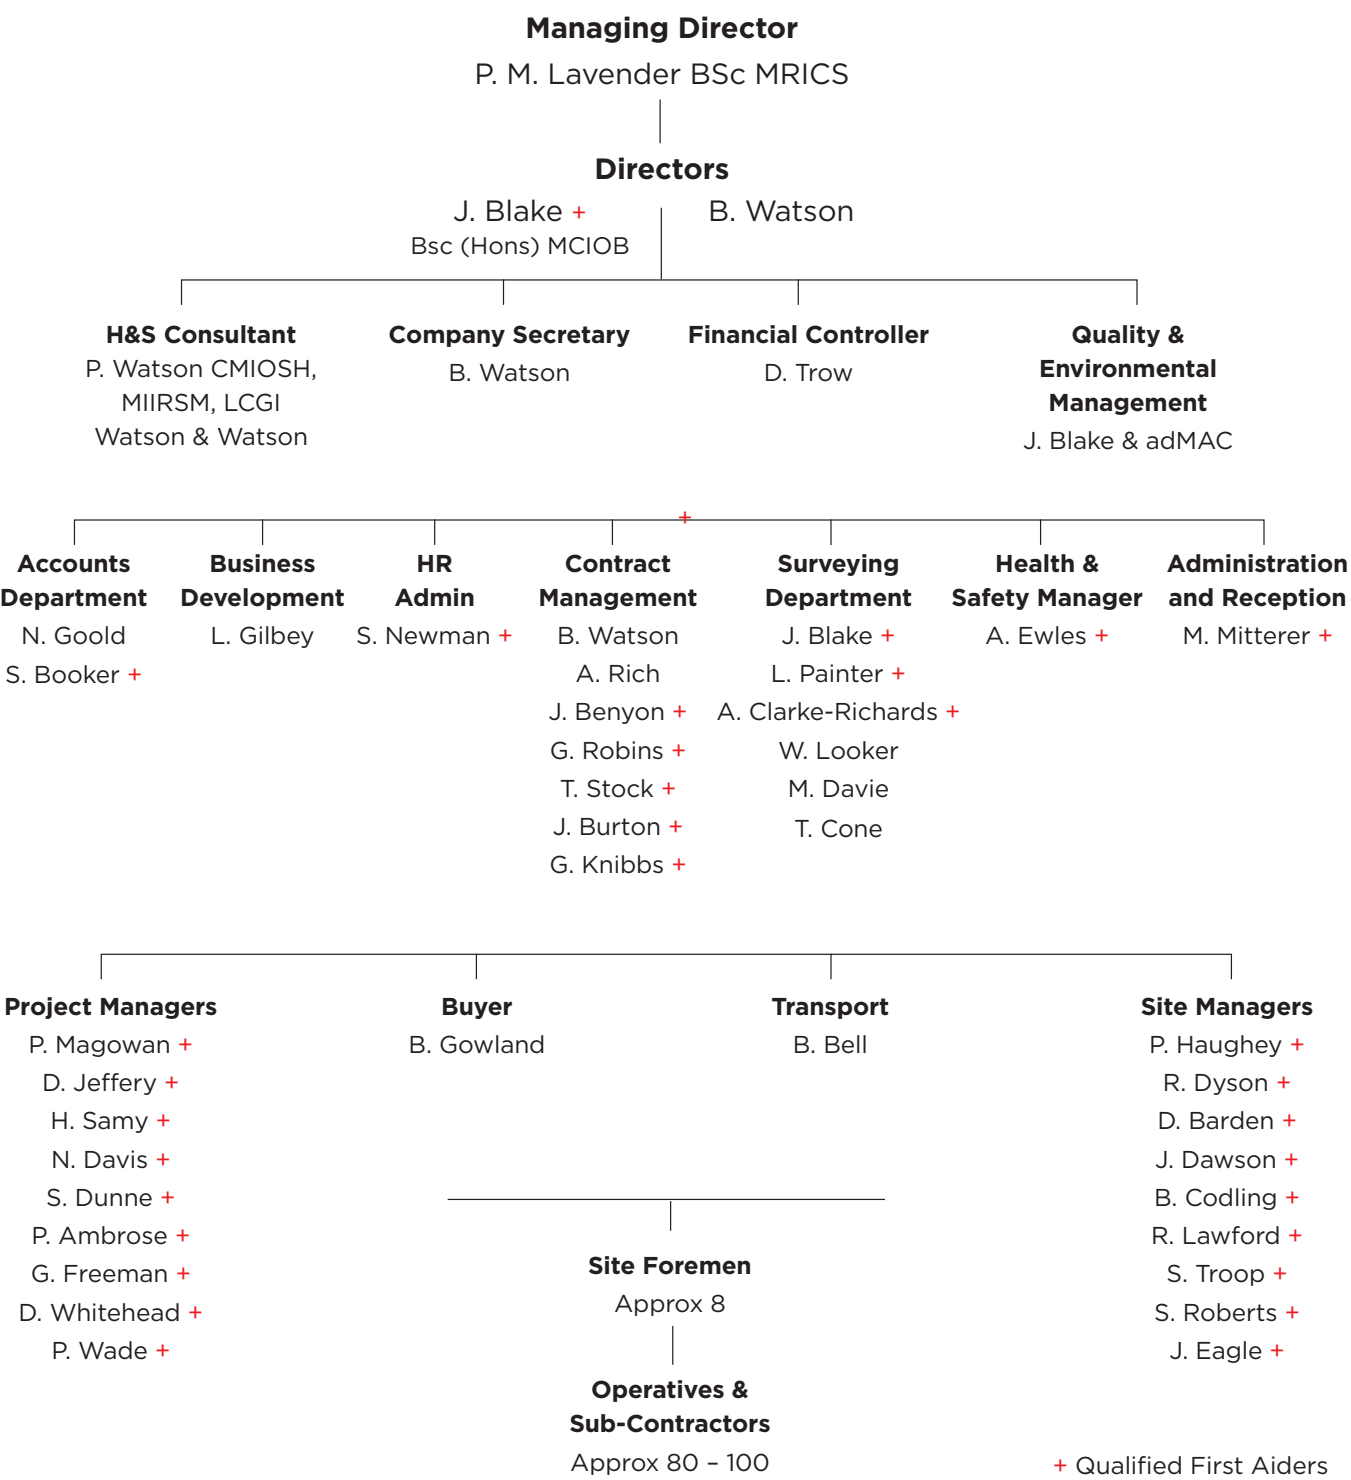 Managing Director
P. M. Lavender BSc MRICS
Directors
J. Blake +
Bsc (Hons) MCIOB
B. Watson
H&S Consultant
P. Watson CMIOSH,
MIIRSM, LCGI
Watson & Watson
Company Secretary
B. Watson
Financial Controller
D. Trow
Quality &
Environmental
Management
J. Blake & adMAC
+
Accounts
Department
N. Goold
S. Booker +
Business
Development
L. Gilbey
HR
Admin
S. Newman +
Contract
Management
B. Watson
A. Rich
J. Benyon +
G. Robins +
T. Stock +
J. Burton +
G. Knibbs +
Surveying
Department
J. Blake +
L. Painter +
A. Clarke-Richards +
W. Looker
M. Davie
T. Cone
Health &
Safety Manager
A. Ewles +
Administration
and Reception
M. Mitterer +
Project Managers
P. Magowan +
D. Jeffery +
H. Samy +
N. Davis +
S. Dunne +
P. Ambrose +
G. Freeman +
D. Whitehead +
P. Wade +
Buyer
B. Gowland
Transport
B. Bell
Site Managers
P. Haughey +
R. Dyson +
D. Barden +
J. Dawson +
B. Codling +
R. Lawford +
S. Troop +
S. Roberts +
J. Eagle +
Site Foremen
Approx 8
Operatives &
Sub-Contractors
Approx 80 – 100
+ Qualified First Aiders